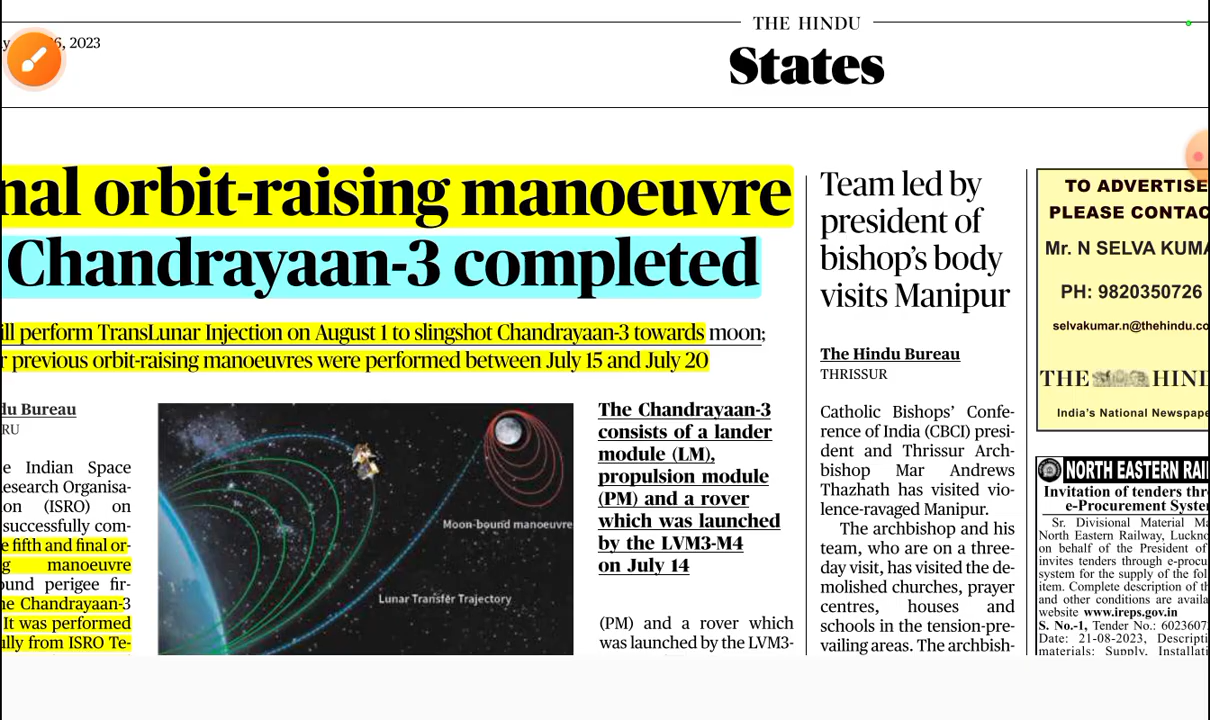 6, 2023
THE HINDU
States
nal orbit-raising manoeuvre
Chandrayaan-3 completed
ill perform TransLunar Injection on August 1 to slingshot Chandrayaan-3 towards moon;
r previous orbit-raising manoeuvres were performed between July 15 and July 20
du Bureau
RU
e Indian Space
esearch Organisa-
ion (ISRO) on
successfully com-
e fifth and final or-
g manoeuvre
ound perigee fir-
he Chandrayaan-3
It was performed
ully from ISRO Te-
Moon-bound manoeuvre
Lunar Transfer Trajectory
The Chandrayaan-3
consists of a lander
module (LM),
propulsion module
(PM) and a rover
which was launched
by the LVM3-M4
on July 14
(PM) and a rover which
was launched by the LVM3-
Team led by
president of
bishop's body
visits Manipur
The Hindu Bureau
THRISSUR
Catholic Bishops' Confe-
rence of India (CBCI) presi-
dent and Thrissur Arch-
bishop Mar Andrews
Thazhath has visited vio-
lence-ravaged Manipur.
The archbishop and his
team, who are on a three-
day visit, has visited the de-
molished churches, prayer
centres, houses and
schools in the tension-pre-
vailing areas. The archbish-
TO ADVERTISE
PLEASE CONTAC
Mr. N SELVA KUMA
PH: 9820350726
selvakumar.n@thehindu.co
THE HIND
India's National Newspape
NORTH EASTERN RAI
Invitation of tenders thr
e-Procurement Syste
Sr. Divisional Material Ma
North Eastern Railway, Luckno
on behalf of the President of
invites tenders through e-procu
system for the supply of the fol
item. Complete description of th
and other conditions are availa
website www.ireps.gov.in
S. No.-1, Tender No.: 6023607
Date: 21-08-2023, Descripti
materials: Supply, Installati